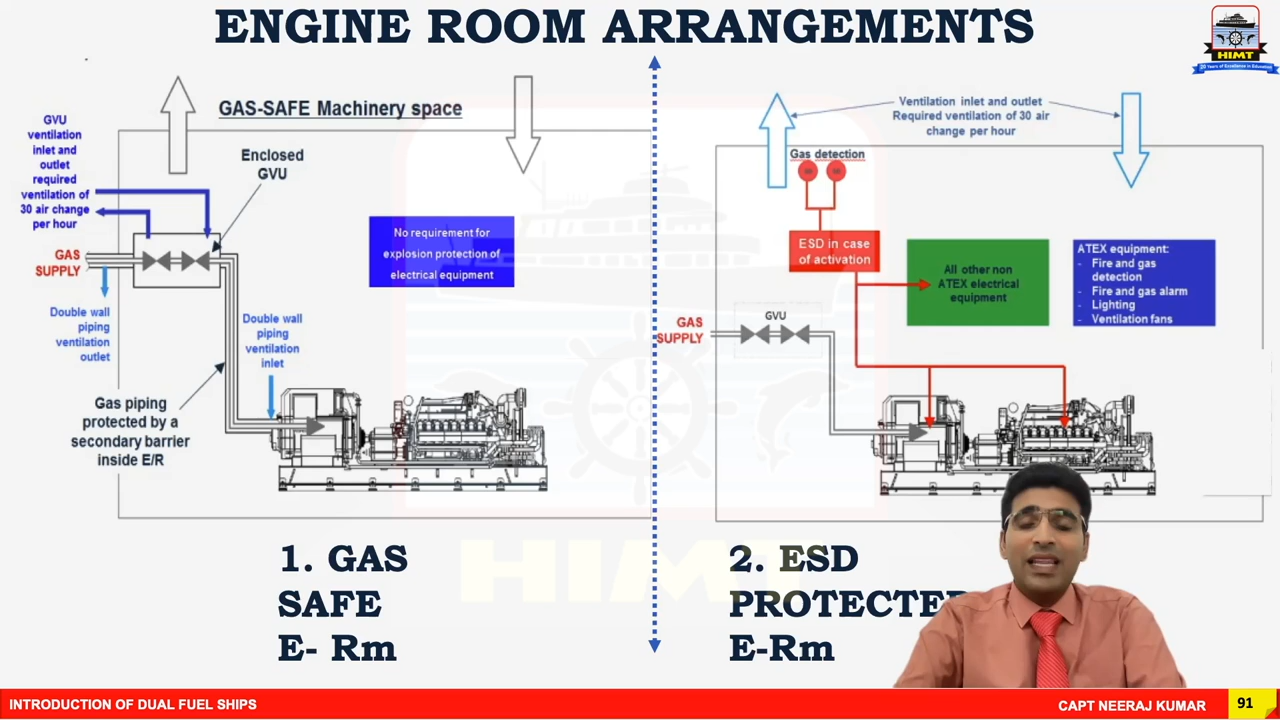 ENGINE ROOM ARRANGEMENTS
HIMT
GAS-SAFE Machinery space
GVU
ventilation
inlet and
outlet
required
ventilation of
30 air change
per hour
Enclosed
GVU
No requirement for
explosion protection of
electrical equipment
GAS
SUPPLY
Double wall
piping
ventilation
outlet
Double wall
piping
ventilation
inlet
Gas piping
protected by a
secondary barrier
inside E/R
1. GAS
SAFE
E- Rm
Ventilation inlet and outlet
Required ventilation of 30 air
change per hour
Gas detection
ESD in case
of activation
All other non
ATEX electrical
equipment
ATEX equipment:
- Fire and gas
detection
- Fire and gas alarm
- Lighting
- Ventilation fans
GAS
SUPPLY
GVU
2. ESD
PROTECTED
E-Rm
HIMT
INTRODUCTION OF DUAL FUEL SHIPS
CAPT NEERAJ KUMAR
91